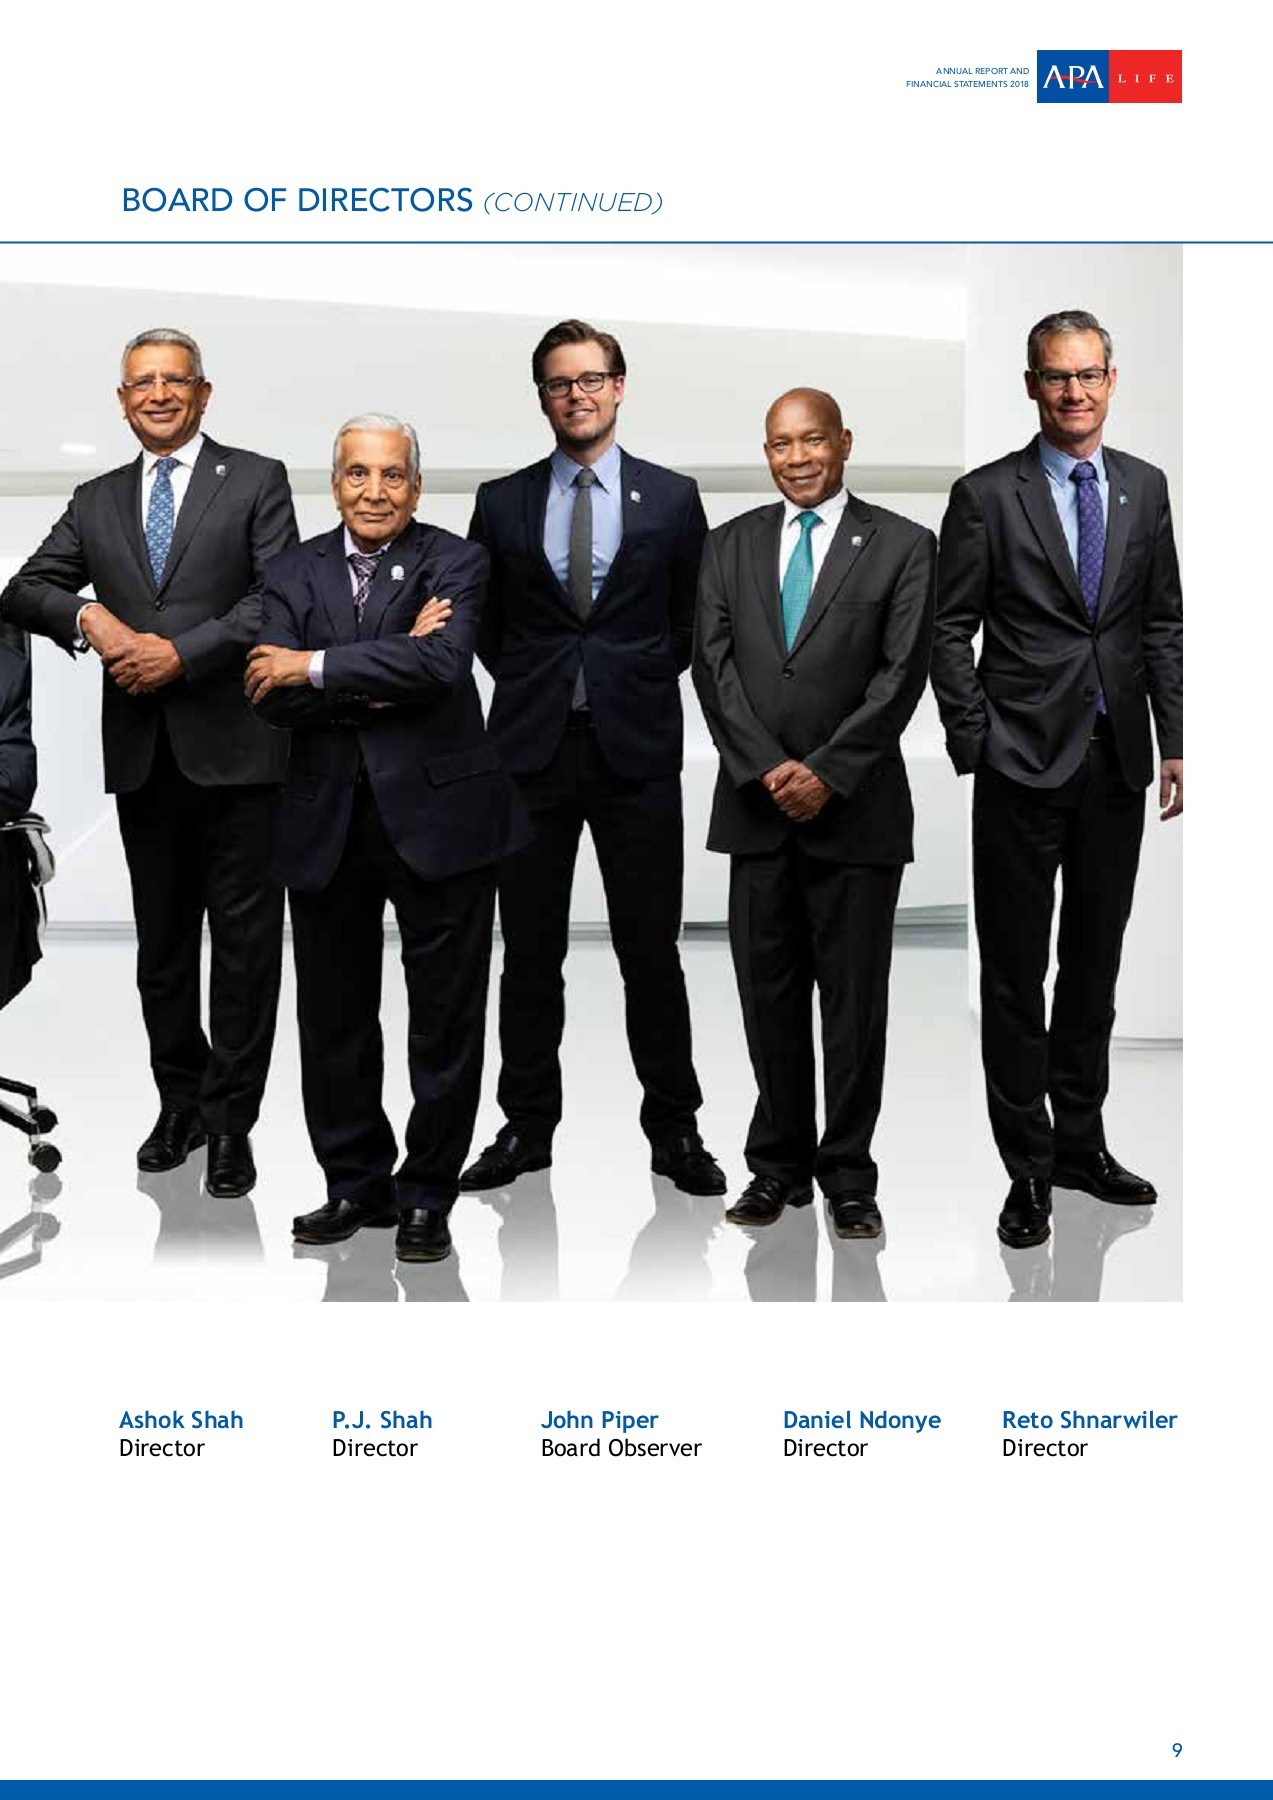 ANNUAL REPORT AND
FINANCIAL STATEMENTS 2018
APA LIFE
BOARD OF DIRECTORS (CONTINUED)
Ashok Shah P.J. Shah John Piper Daniel Ndonye Reto Shnarwiler
Director Director Board Observer Director Director
9